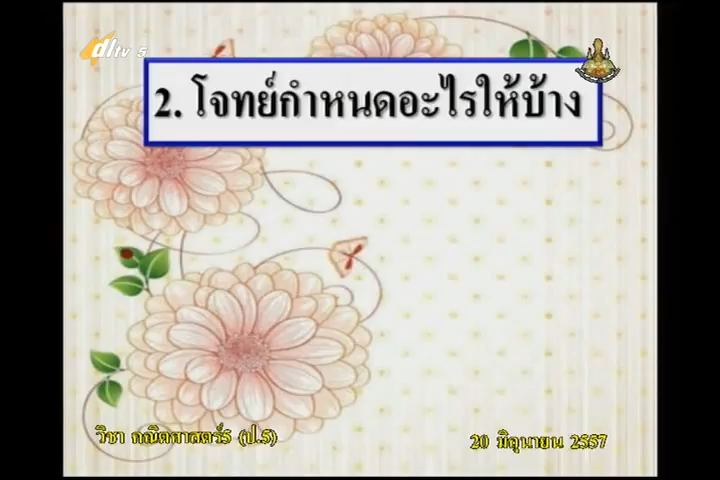 dltv 5
2. โจทย์กำหนดอะไรให้บ้าง
วิชา คณิตศาสตร์5 (ป.5)
20 มิถุนายน 2557